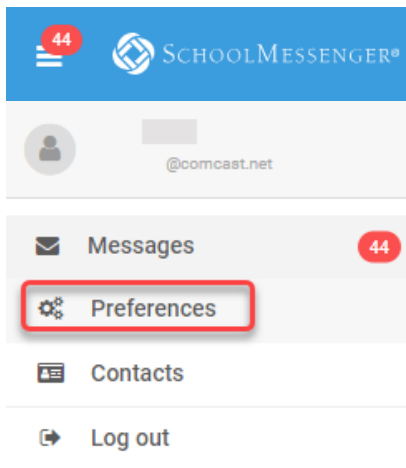 44
SCHOOLMESSENGER®
@comcast.net
Messages 44
Preferences
Contacts
Log out